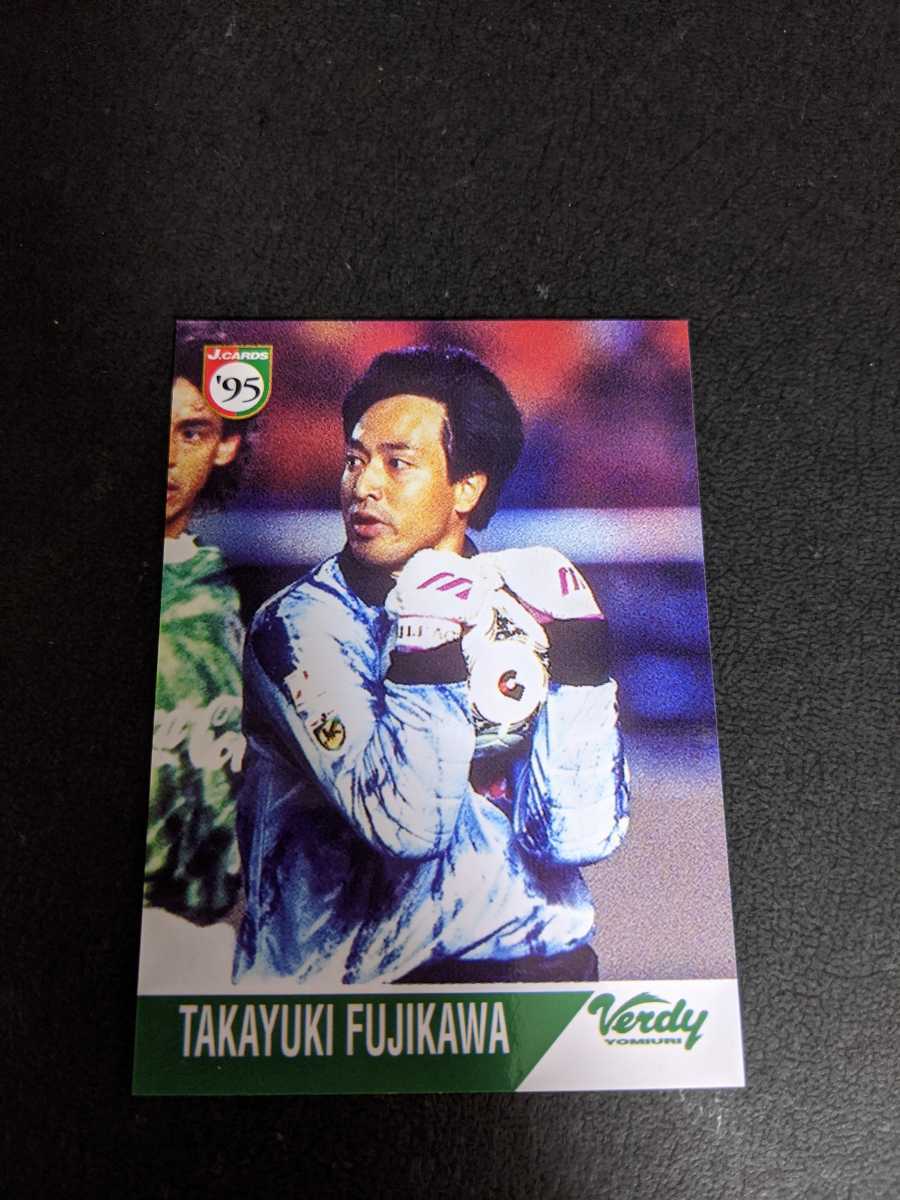 J.CARDS
'95
TAKAYUKI FUJIKAWA
Verdy
YOMIURI